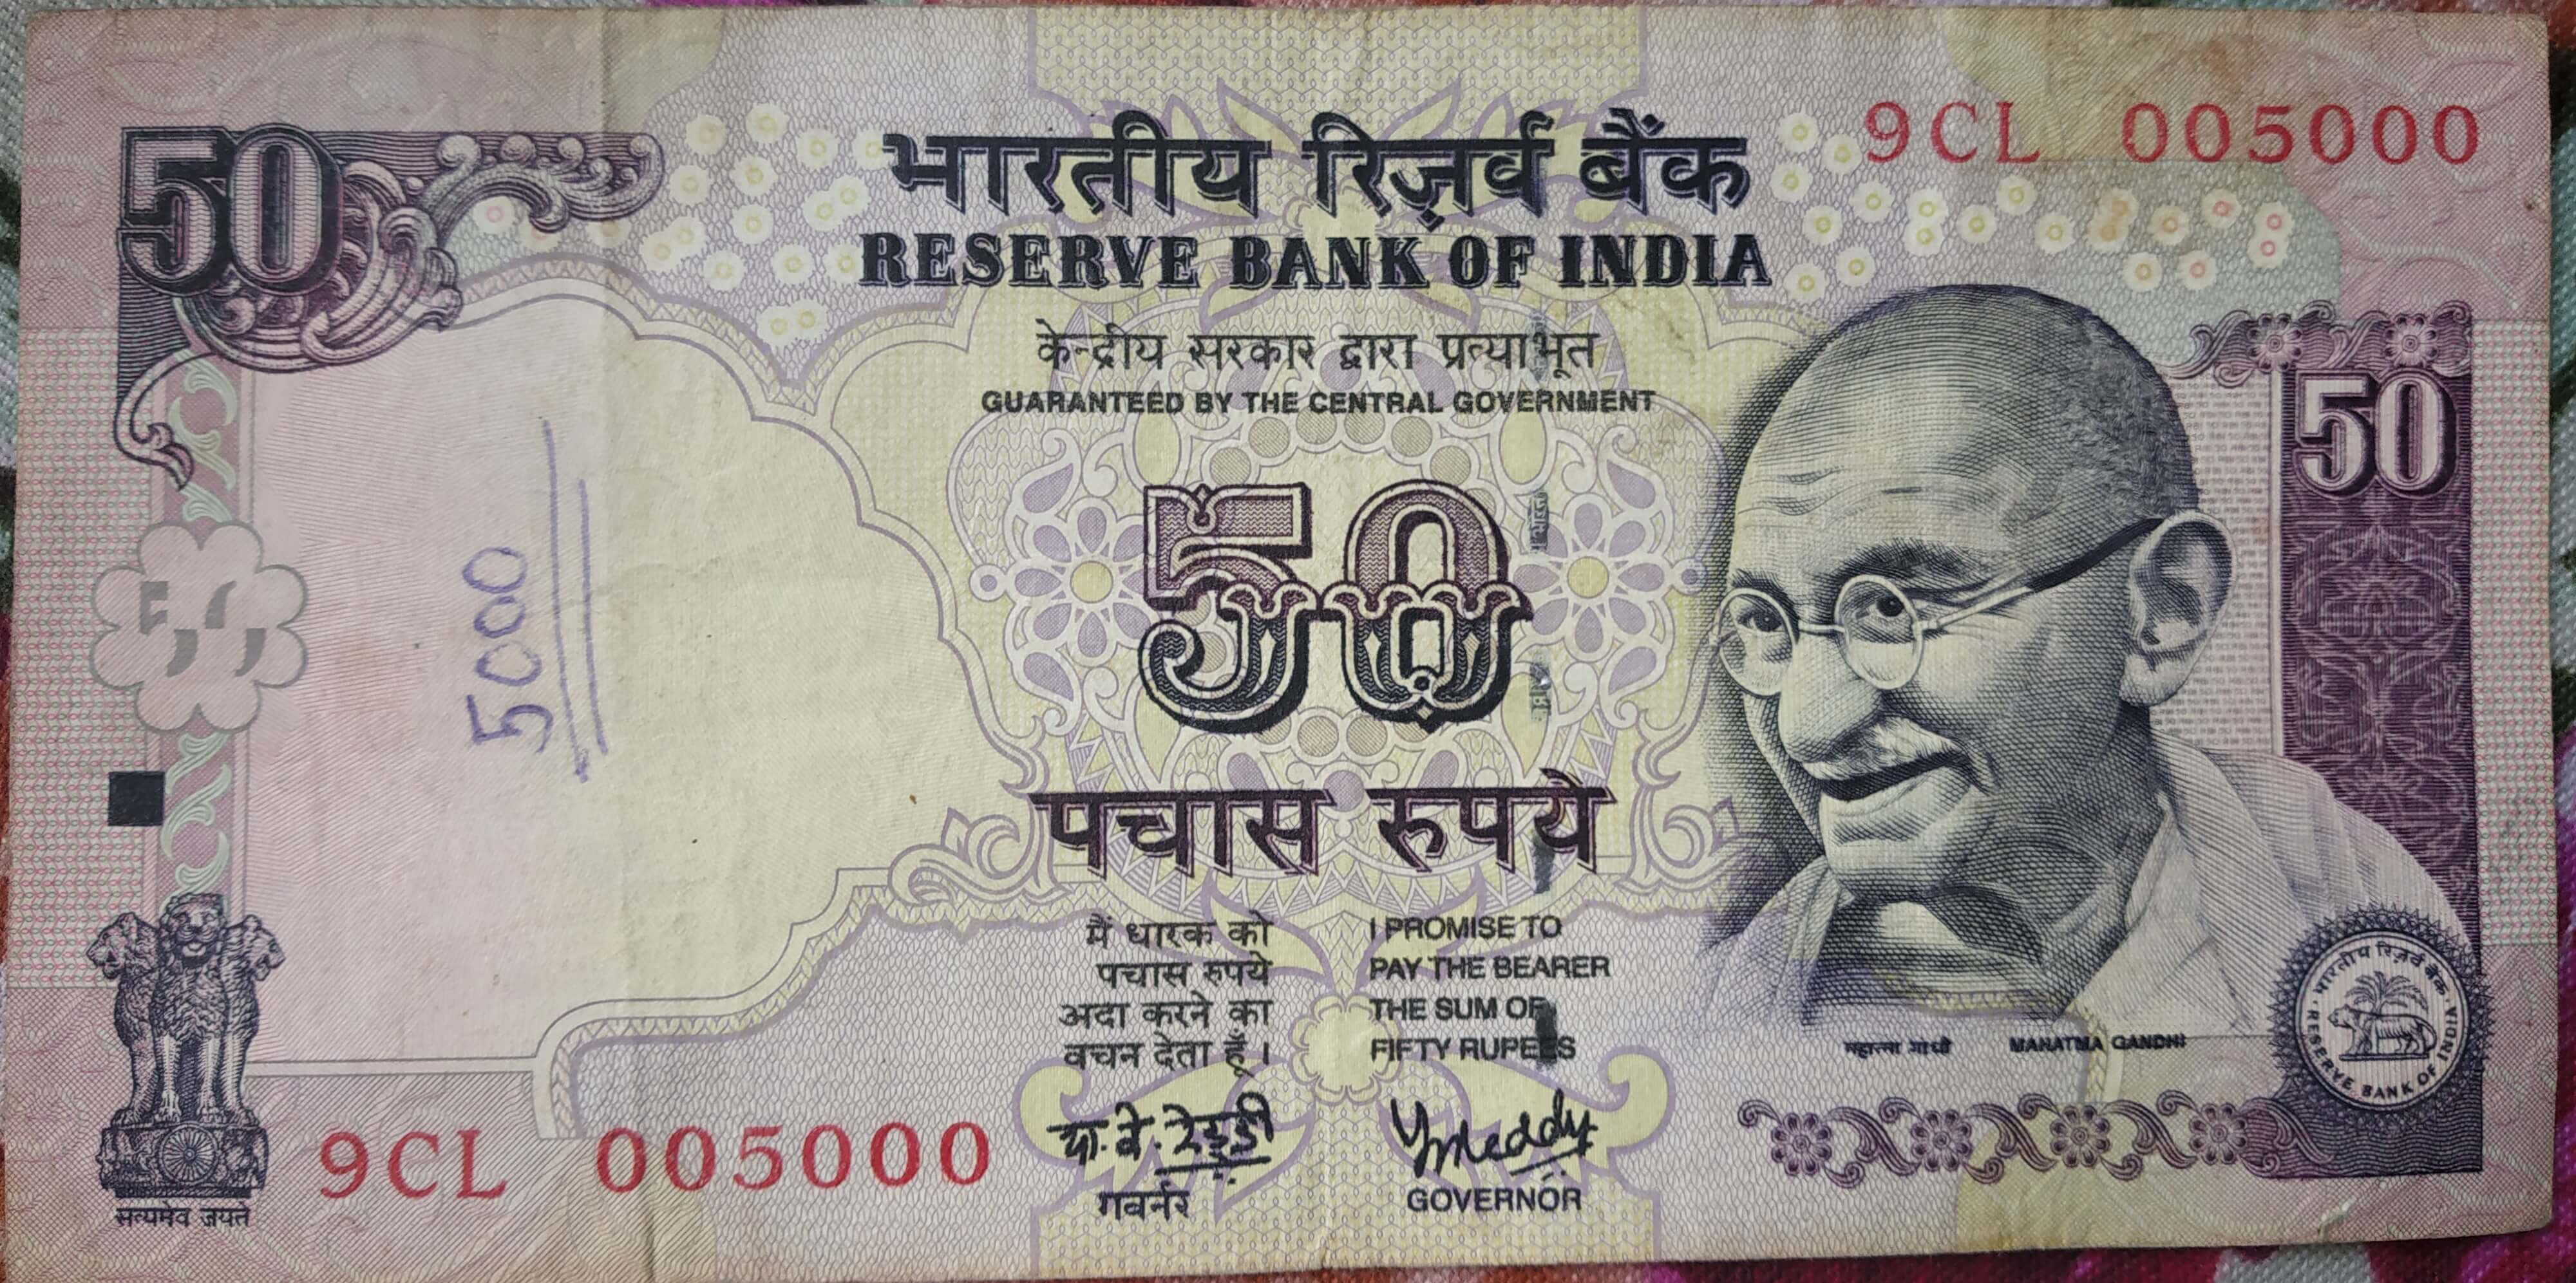 50
भारतीय रिज़र्व बैंक
9CL 005000
RESERVE BANK OF INDIA
केन्द्रीय सरकार द्वारा प्रत्याभूत
GUARANTEED BY THE CENTRAL GOVERNMENT
50
50
5000
पचास रुपये
मैं धारक को
पचास रुपये
अदा करने का
वचन देता हूँ।
I PROMISE TO
PAY THE BEARER
THE SUM OF
FIFTY RUPEES
महात्मा गांधी MAHATMA GANDHI
भारतीय रिज़र्व बैंक
RESERVE BANK OF INDIA
या. वे. रेड्डी
YVReddy
गवर्नर
GOVERNOR
9CL 005000
सत्यमेव जयते